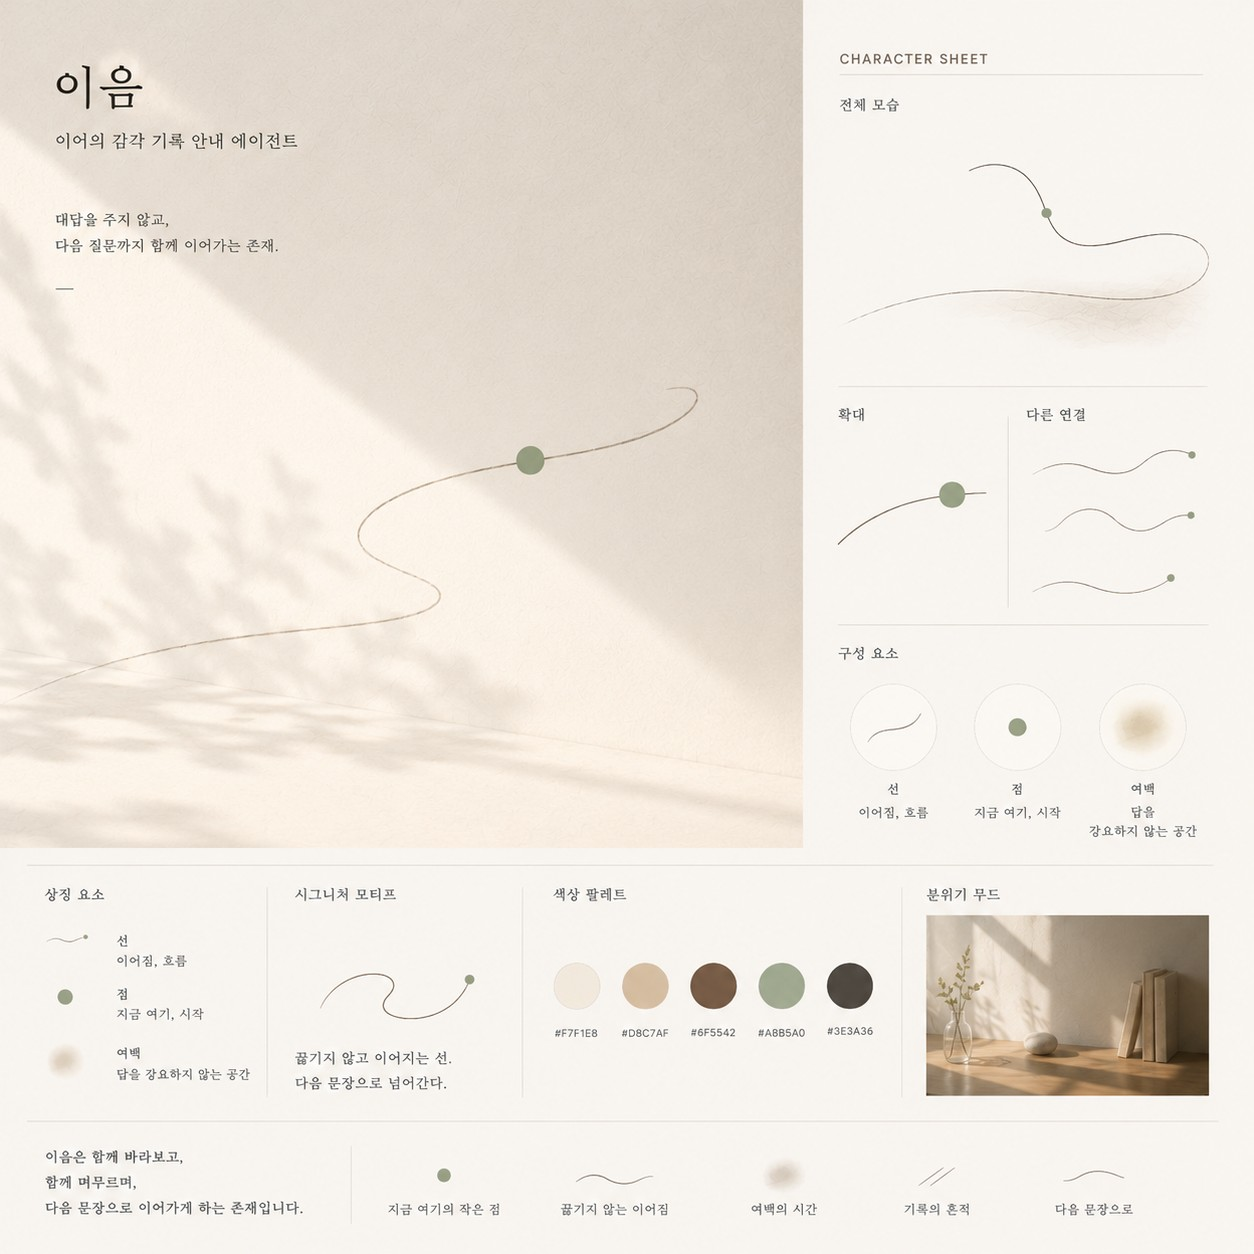 이음
이어의 감각 기록 안내 에이전트
대답을 주지 않고,
다음 질문까지 함께 이어가는 존재.
CHARACTER SHEET
전체 모습
확대
다른 연결
구성 요소
선
이어짐, 흐름
점
지금 여기, 시작
여백
답을
강요하지 않는 공간
상징 요소
선
이어짐, 흐름
점
지금 여기, 시작
여백
답을 강요하지 않는 공간
시그니처 모티프
끊기지 않고 이어지는 선.
다음 문장으로 넘어간다.
색상 팔레트
#F7F1E8
#D8C7AF
#6F5542
#A8B5A0
#3E3A36
분위기 무드
이음은 함께 바라보고,
함께 머무르며,
다음 문장으로 이어가게 하는 존재입니다.
지금 여기의 작은 점
끊기지 않는 이어짐
여백의 시간
기록의 흔적
다음 문장으로